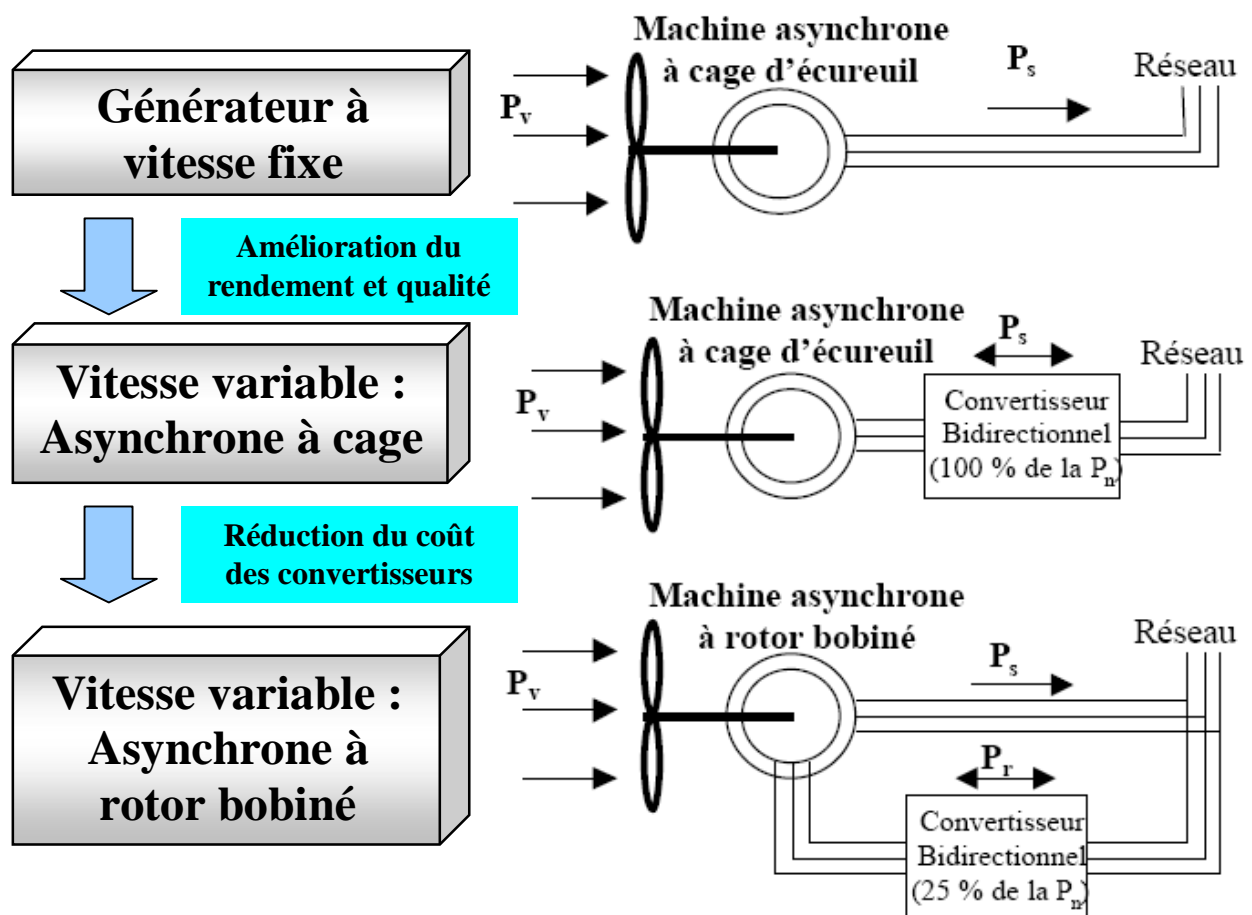 Générateur à
vitesse fixe
Machine asynchrone
à cage d'écureuil
Pv
Ps
Réseau
Amélioration du
rendement et qualité
Vitesse variable :
Asynchrone à cage
Machine asynchrone
à cage d'écureuil
Pv
Ps
Réseau
Convertisseur
Bidirectionnel
(100 % de la Pn)
Réduction du coût
des convertisseurs
Vitesse variable :
Asynchrone à
rotor bobiné
Machine asynchrone
à rotor bobiné
Pv
Ps
Réseau
Pr
Convertisseur
Bidirectionnel
(25 % de la Pn)